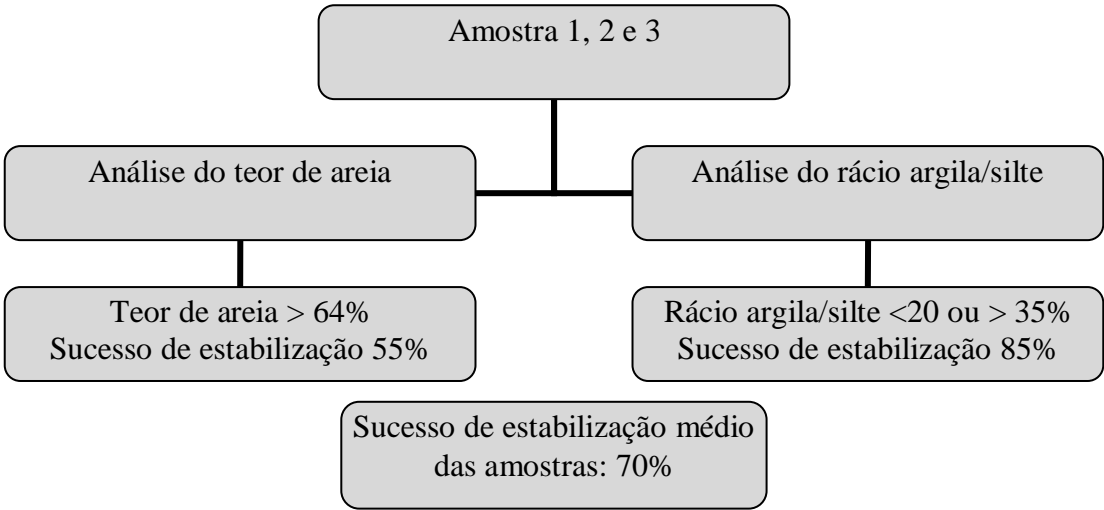 Amostra 1, 2 e 3
Análise do teor de areia
Análise do rácio argila/silte
Teor de areia > 64%
Sucesso de estabilização 55%
Rácio argila/silte <20 ou > 35%
Sucesso de estabilização 85%
Sucesso de estabilização médio
das amostras: 70%